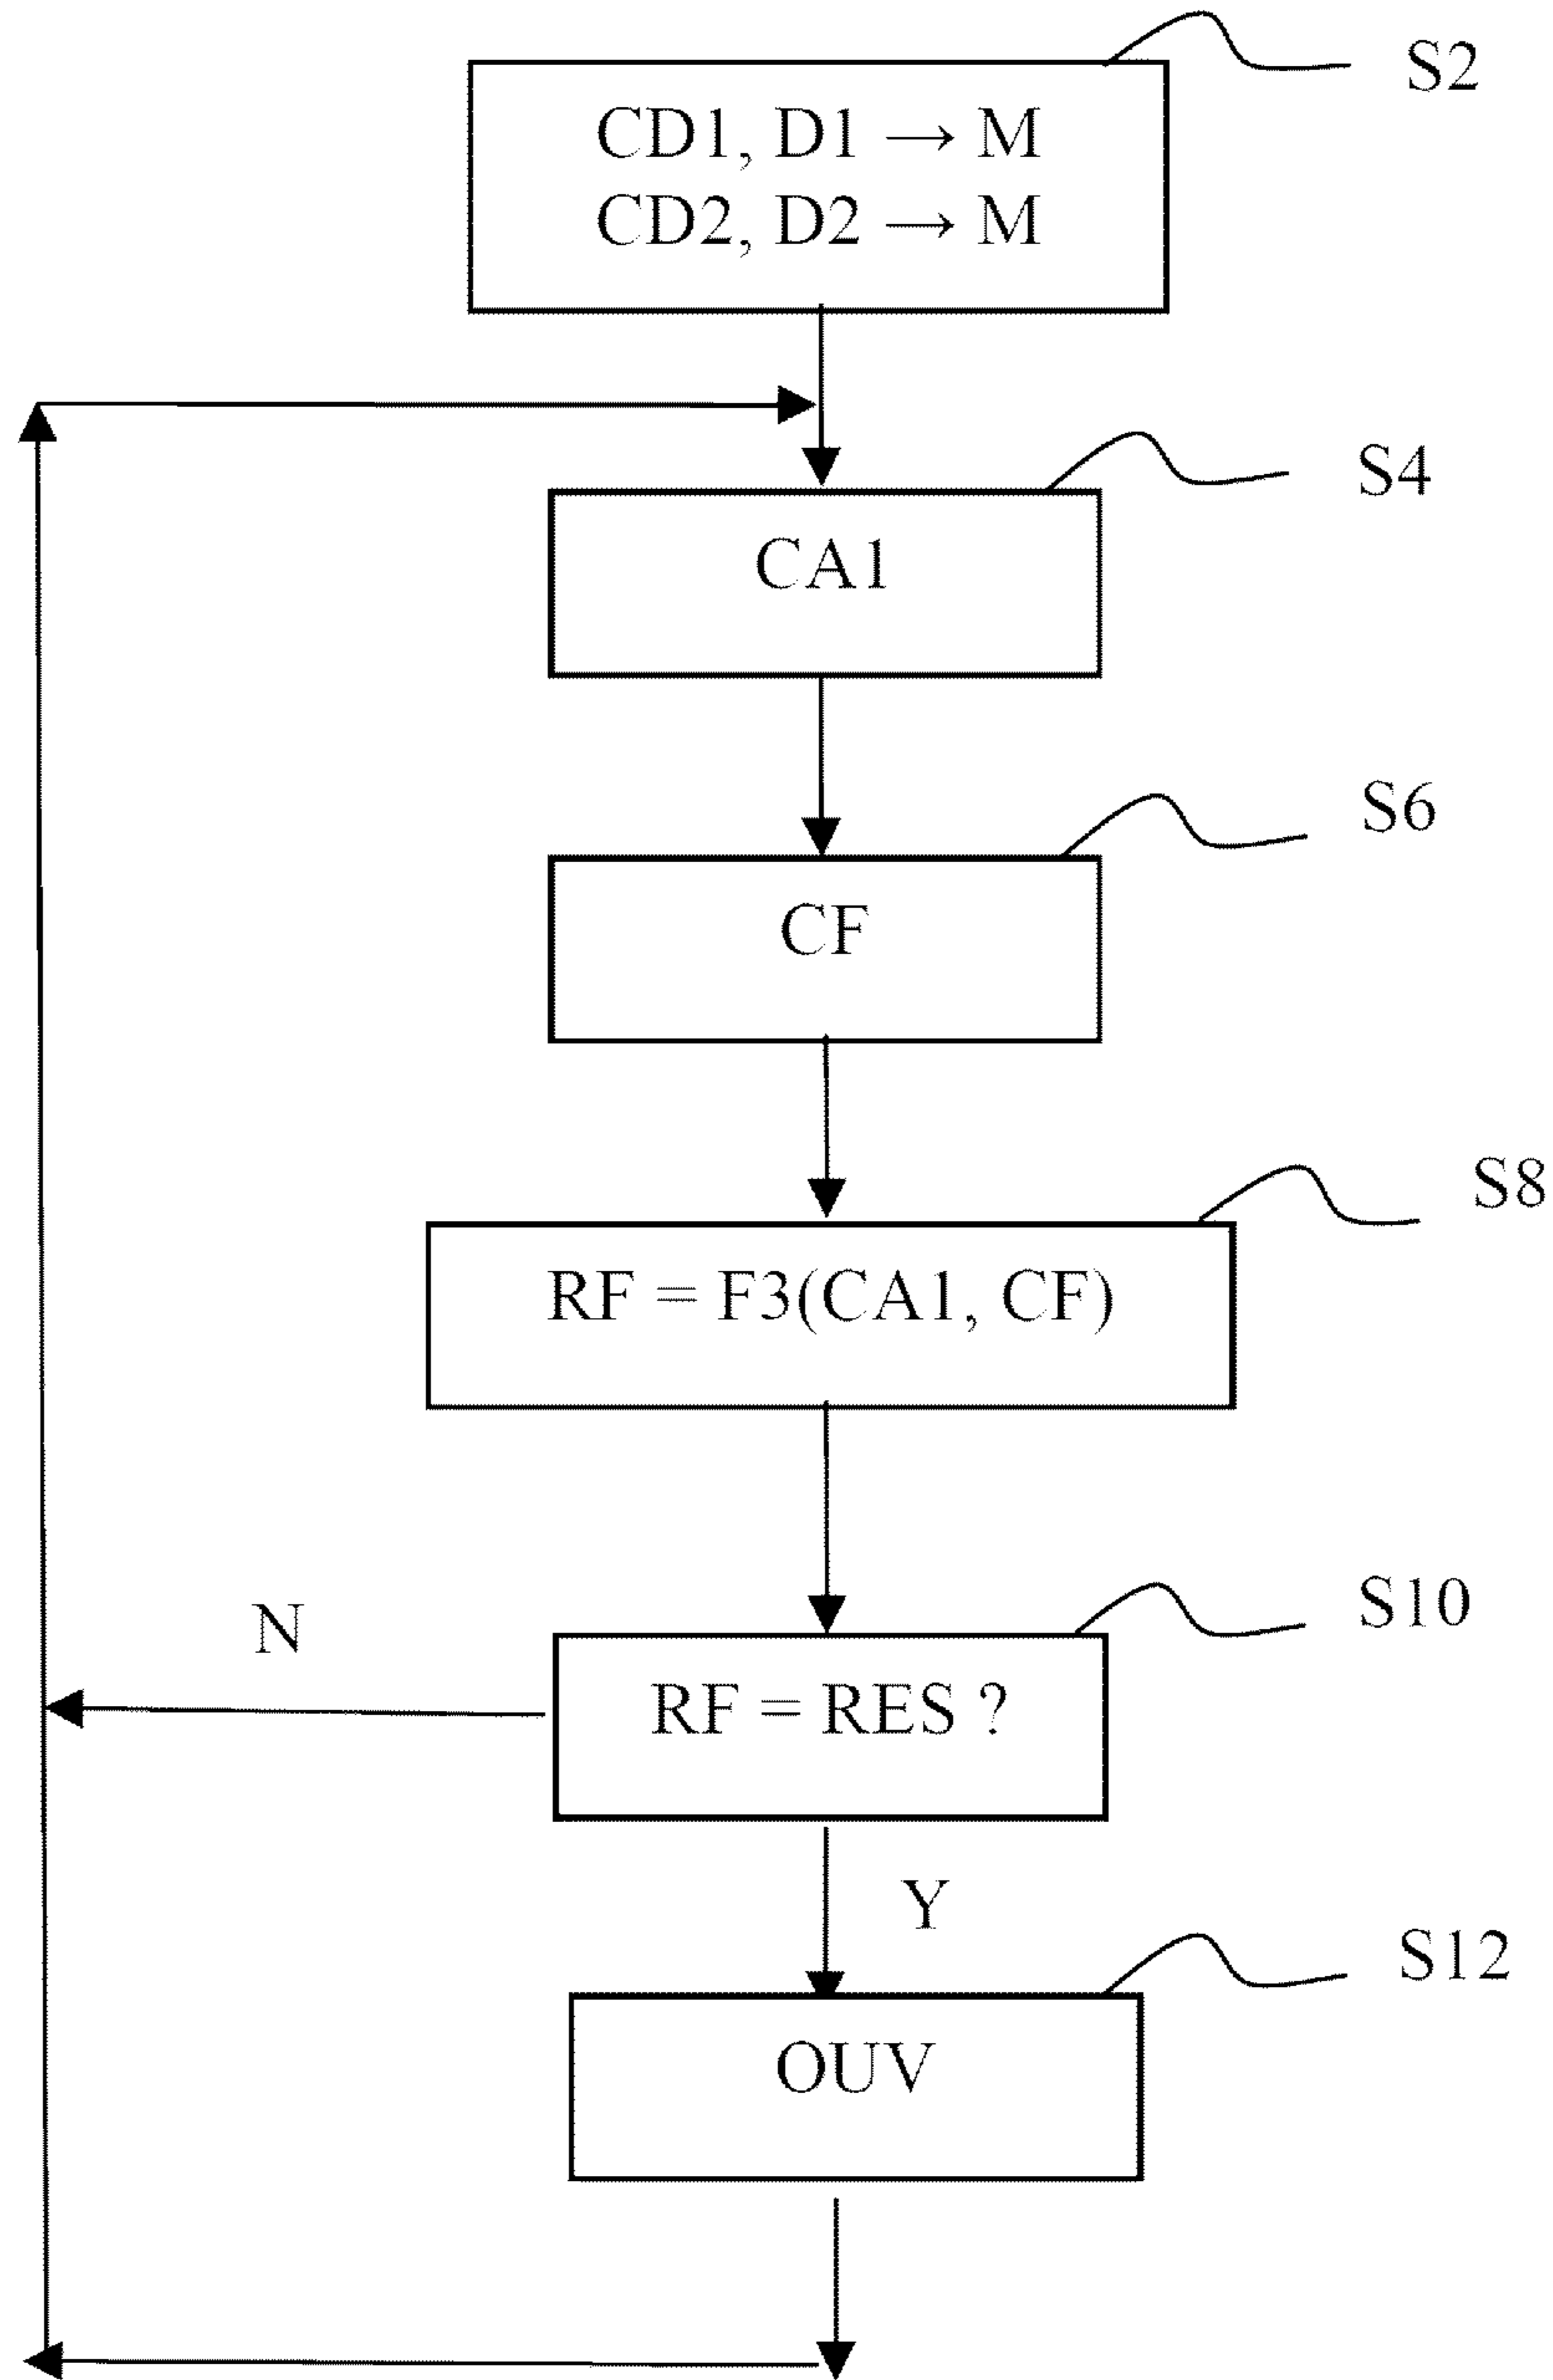 S2
CD1, D1 → M
CD2, D2 → M
S4
CA1
S6
CF
S8
RF = F3(CA1, CF)
S10
N
RF = RES ?
Y
S12
OUV